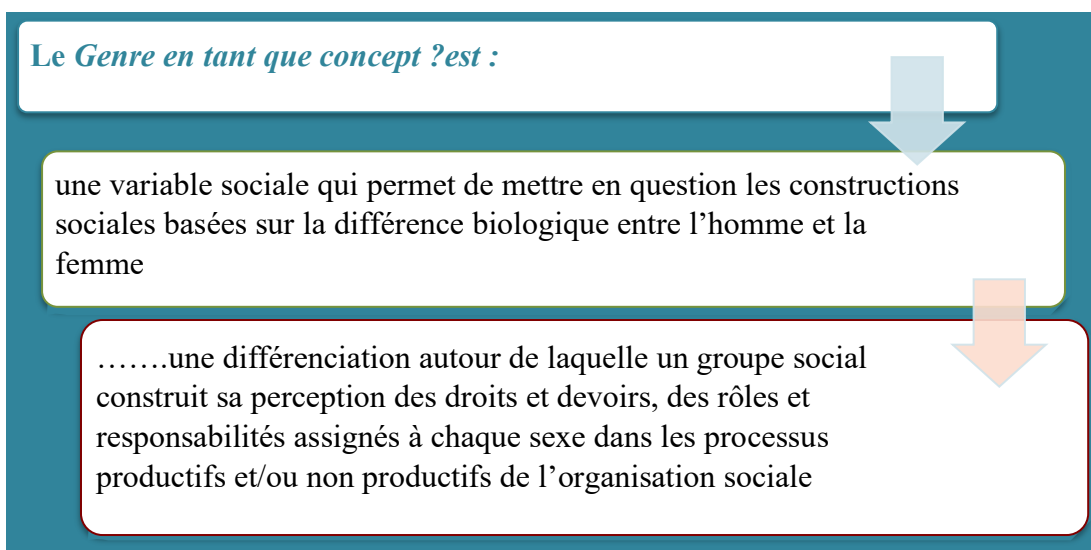 Le Genre en tant que concept ?est :
une variable sociale qui permet de mettre en question les constructions
sociales basées sur la différence biologique entre l’homme et la
femme
…….une différenciation autour de laquelle un groupe social
construit sa perception des droits et devoirs, des rôles et
responsabilités assignés à chaque sexe dans les processus
productifs et/ou non productifs de l’organisation sociale